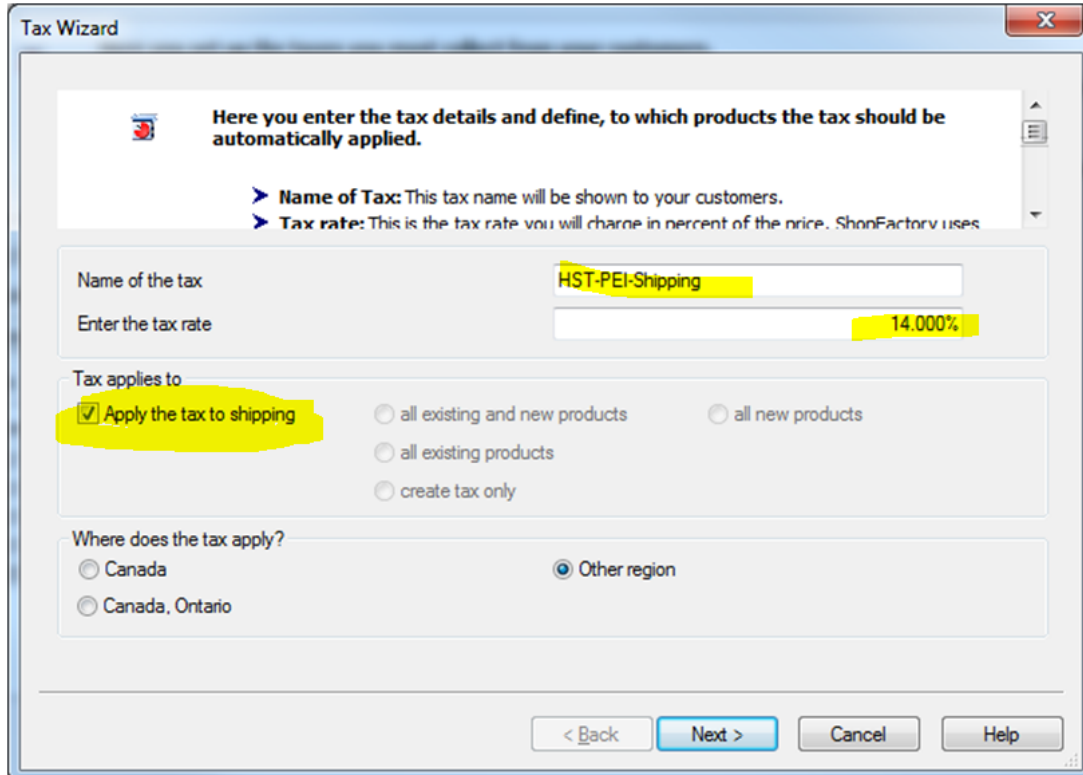 Tax Wizard
Here you enter the tax details and define, to which products the tax should be
automatically applied.
Name of Tax: This tax name will be shown to your customers.
Tax rate: This is the tax rate you will charge in percent of the price. ShopFactory uses
Name of the tax
HST-PEI-Shipping
Enter the tax rate
14.000%
Tax applies to
Apply the tax to shipping
all existing and new products
all new products
all existing products
create tax only
Where does the tax apply?
Canada
Other region
Canada, Ontario
< Back
Next >
Cancel
Help